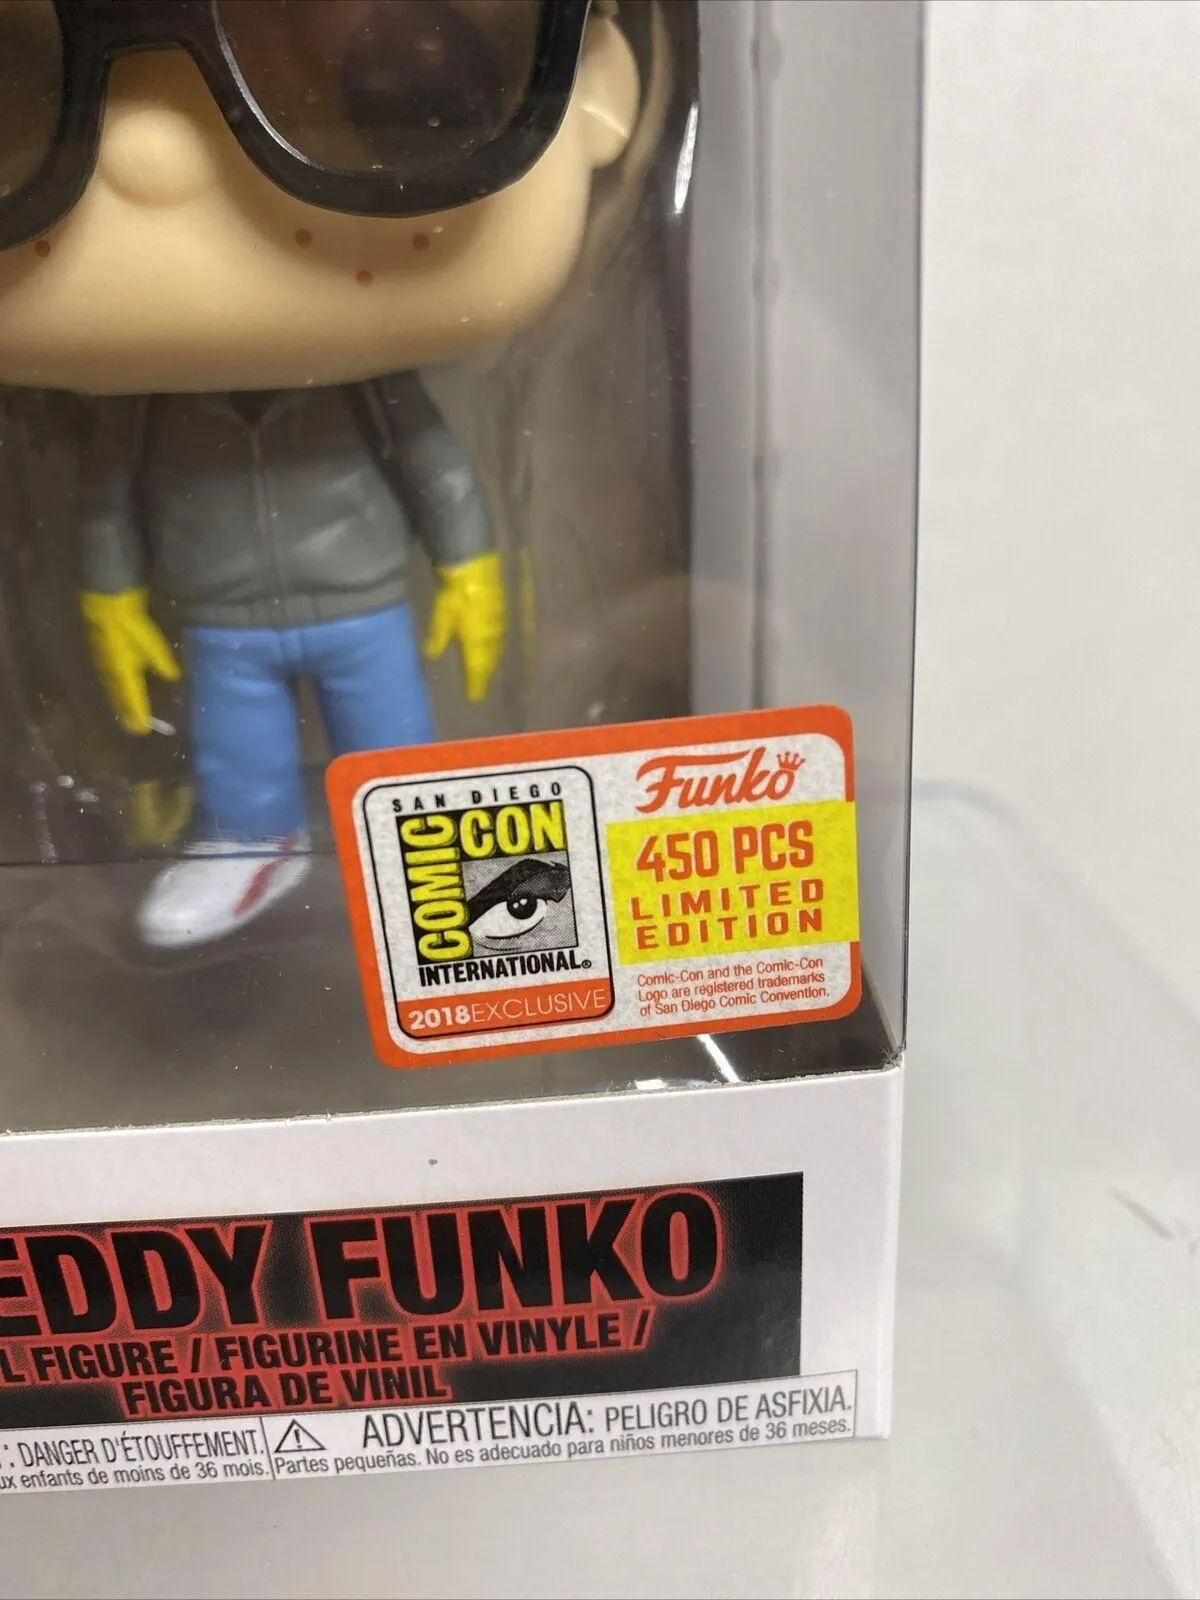 SAN DIEGO
COMIC CON
INTERNATIONAL®
2018EXCLUSIVE
Funko
450 PCS
LIMITED
EDITION
Comic-Con and the Comic-Con
Logo are registered trademarks
of San Diego Comic Convention.
EDDY FUNKO
L FIGURE / FIGURINE EN VINYLE /
FIGURA DE VINIL
: DANGER D'ÉTOUFFEMENT.
ux enfants de moins de 36 mois.
ADVERTENCIA: PELIGRO DE ASFIXIA.
Partes pequeñas. No es adecuado para niños menores de 36 meses.